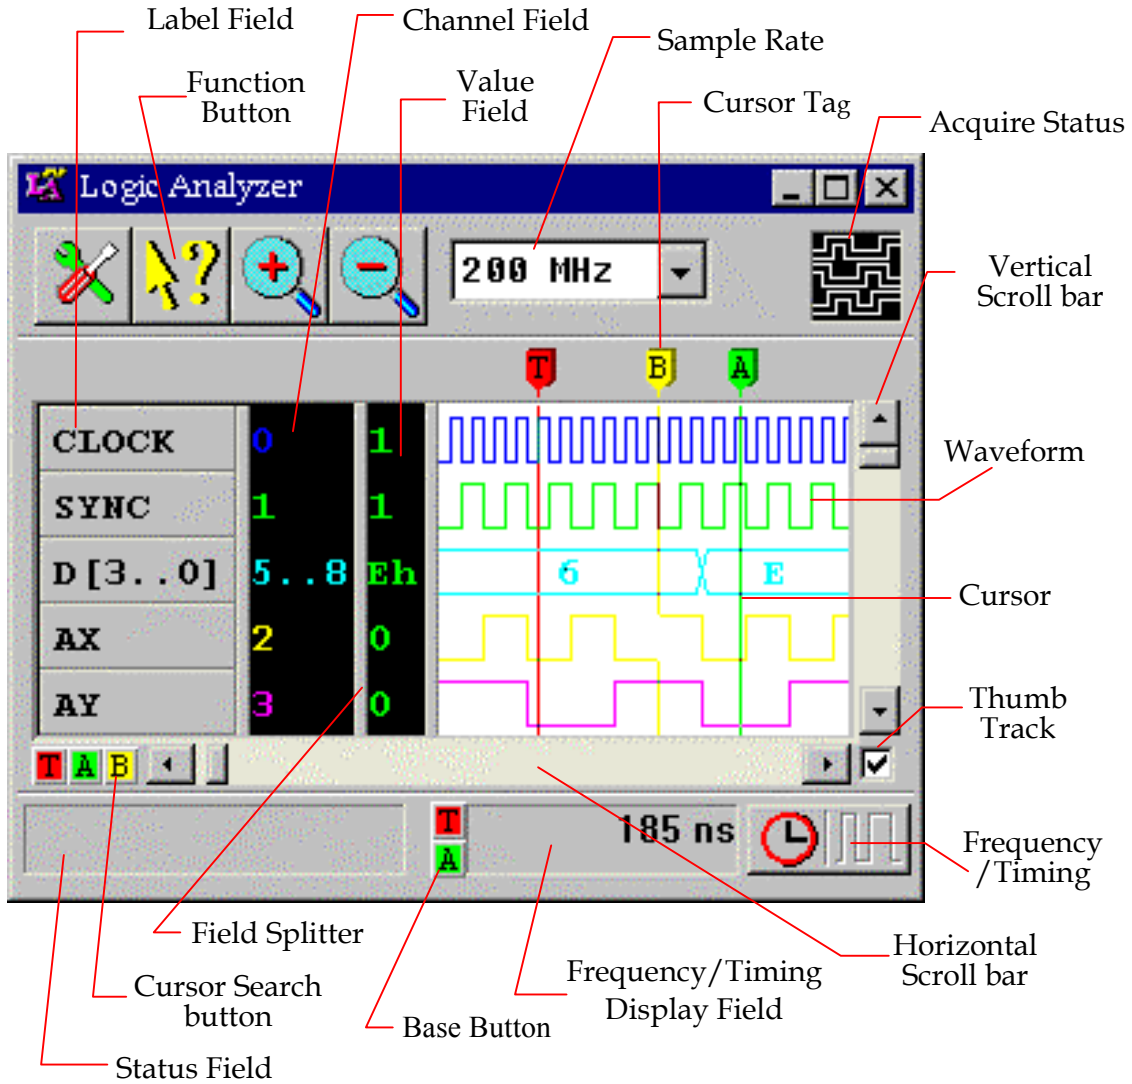 Label Field
Channel Field
Sample Rate
Function
Button
Value
Field
Cursor Tag
Acquire Status
LA Logic Analyzer
200 MHz
Vertical
Scroll bar
T B A
CLOCK 0 1
Waveform
SYNC 1 1
D[3..0] 5..8 Eh 6 E
Cursor
AX 2 0
AY 3 0
Thumb
Track
T A B
T 185 ns
A
Frequency
/Timing
Field Splitter
Horizontal
Scroll bar
Cursor Search
button
Frequency/Timing
Display Field
Base Button
Status Field